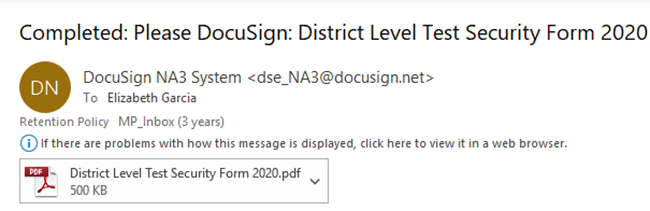 Completed: Please DocuSign: District Level Test Security Form 2020
DN
DocuSign NA3 System <dse_NA3@docusign.net>
To Elizabeth Garcia
Retention Policy MP_Inbox (3 years)
If there are problems with how this message is displayed, click here to view it in a web browser.
PDF
District Level Test Security Form 2020.pdf
500 KB